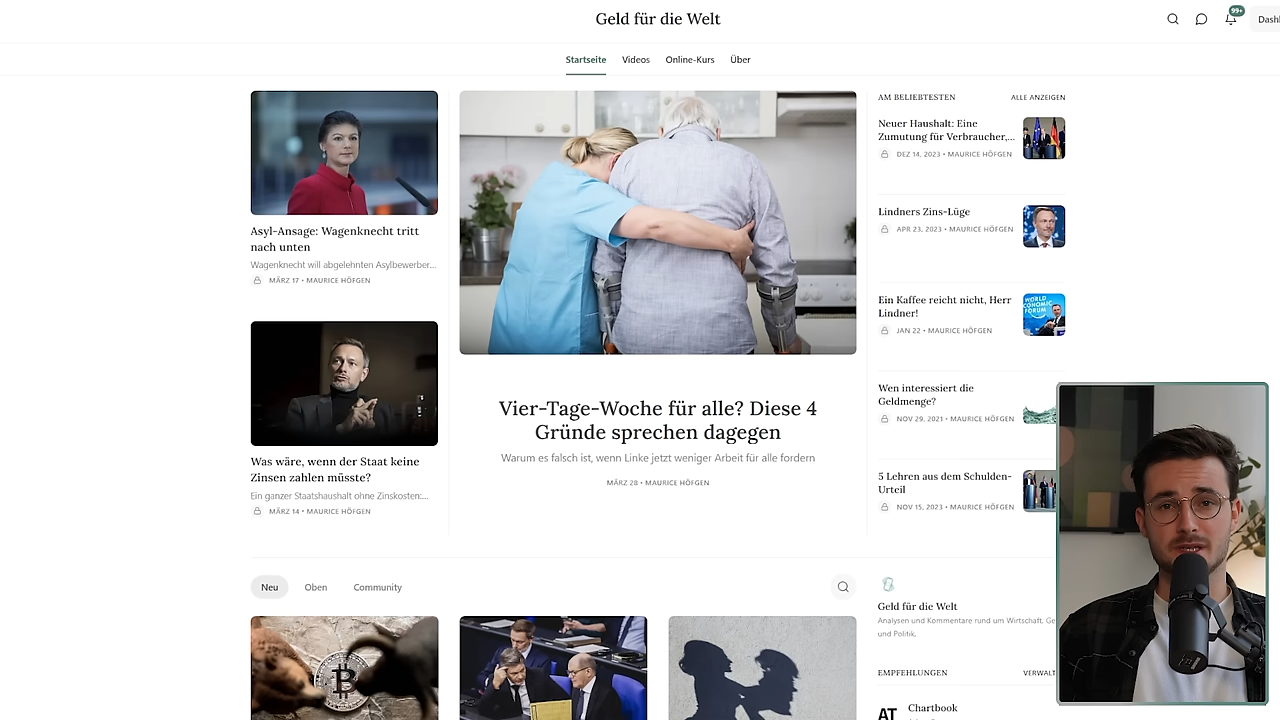 Geld für die Welt
99+
Startseite
Videos
Online-Kurs
Über
Asyl-Ansage: Wagenknecht tritt
nach unten
Wagenknecht will abgelehnten Asylbewerber...
MÄRZ 17 • MAURICE HÖFGEN
Was wäre, wenn der Staat keine
Zinsen zahlen müsste?
Ein ganzer Staatshaushalt ohne Zinskosten:...
MÄRZ 14 • MAURICE HÖFGEN
Vier-Tage-Woche für alle? Diese 4
Gründe sprechen dagegen
Warum es falsch ist, wenn Linke jetzt weniger Arbeit für alle fordern
MÄRZ 28 • MAURICE HÖFGEN
AM BELIEBTESTEN
ALLE ANZEIGEN
Neuer Haushalt: Eine
Zumutung für Verbraucher,...
DEZ 14, 2023 • MAURICE HÖFGEN
Lindners Zins-Lüge
APR 23, 2023 • MAURICE HÖFGEN
Ein Kaffee reicht nicht, Herr
Lindner!
JAN 22 • MAURICE HÖFGEN
WORLD
ECONOMIC
FORUM
Wen interessiert die
Geldmenge?
NOV 29, 2021 • MAURICE HÖFGEN
5 Lehren aus dem Schulden-
Urteil
NOV 15, 2023 • MAURICE HÖFGEN
Neu
Oben
Community
Geld für die Welt
Analysen und Kommentare rund um Wirtschaft, Ge
und Politik.
EMPFEHLUNGEN
VERWALT
AT
Chartbook